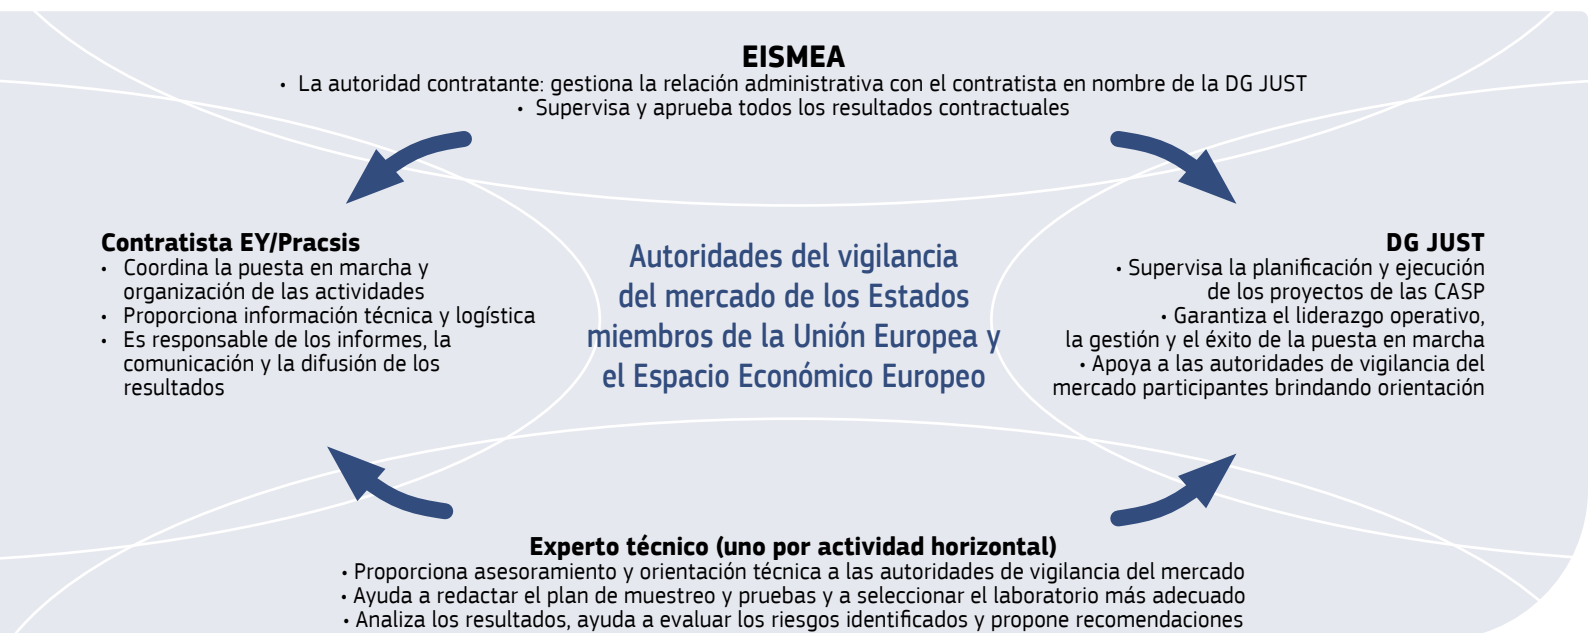 EISMEA
• La autoridad contratante: gestiona la relación administrativa con el contratista en nombre de la DG JUST
• Supervisa y aprueba todos los resultados contractuales
Contratista EY/Pracsis
• Coordina la puesta en marcha y
organización de las actividades
• Proporciona información técnica y logística
• Es responsable de los informes, la
comunicación y la difusión de los
resultados
Autoridades del vigilancia
del mercado de los Estados
miembros de la Unión Europea y
el Espacio Económico Europeo
DG JUST
• Supervisa la planificación y ejecución
de los proyectos de las CASP
• Garantiza el liderazgo operativo,
la gestión y el éxito de la puesta en marcha
• Apoya a las autoridades de vigilancia del
mercado participantes brindando orientación
Experto técnico (uno por actividad horizontal)
• Proporciona asesoramiento y orientación técnica a las autoridades de vigilancia del mercado
• Ayuda a redactar el plan de muestreo y pruebas y a seleccionar el laboratorio más adecuado
• Analiza los resultados, ayuda a evaluar los riesgos identificados y propone recomendaciones